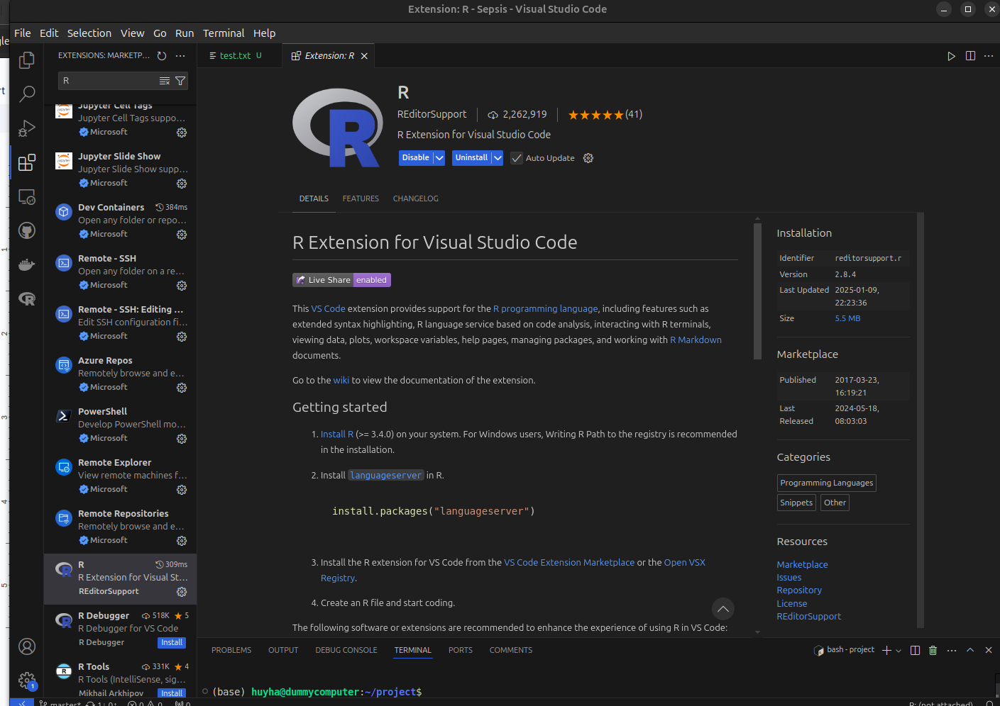 Extension: R - Sepsis - Visual Studio Code
File Edit Selection View Go Run Terminal Help
EXTENSIONS: MARKETP...
R
Jupyter Cell Tags
Jupyter Cell Tags suppo...
Microsoft
Jupyter Slide Show
Jupyter Slide Show supp...
Microsoft
Dev Containers 384ms
Open any folder or repo...
Microsoft
Remote - SSH
Open any folder on a re...
Microsoft
Remote - SSH: Editing ...
Edit SSH configuration fi...
Microsoft
Azure Repos
Remotely browse and e...
Microsoft
PowerShell
Develop PowerShell mo...
Microsoft
Remote Explorer
View remote machines f...
Microsoft
Remote Repositories
Remotely browse and e...
Microsoft
R 309ms
R Extension for Visual St...
REditorSupport
R Debugger 518K 5
R Debugger for VS Code
R Debugger Install
R Tools 331K 4
R Tools (IntelliSense, sig...
Mikhail Arkhipov Install
test.txt U
Extension: R
R
REditorSupport 2,262,919 (41)
R Extension for Visual Studio Code
Disable Uninstall Auto Update
DETAILS FEATURES CHANGELOG
R Extension for Visual Studio Code
Live Share enabled
This VS Code extension provides support for the R programming language, including features such as
extended syntax highlighting, R language service based on code analysis, interacting with R terminals,
viewing data, plots, workspace variables, help pages, managing packages, and working with R Markdown
documents.
Go to the wiki to view the documentation of the extension.
Getting started
1. Install R (>= 3.4.0) on your system. For Windows users, Writing R Path to the registry is recommended
in the installation.
2. Install languageserver in R.
install.packages("languageserver")
3. Install the R extension for VS Code from the VS Code Extension Marketplace or the Open VSX
Registry.
4. Create an R file and start coding.
The following software or extensions are recommended to enhance the experience of using R in VS Code:
Installation
Identifier reditorsupport.r
Version 2.8.4
Last Updated 2025-01-09,
22:23:36
Size 5.5 MB
Marketplace
Published 2017-03-23,
16:19:21
Last 2024-05-18,
Released 08:03:03
Categories
Programming Languages
Snippets Other
Resources
Marketplace
Issues
Repository
License
REditorSupport
PROBLEMS OUTPUT DEBUG CONSOLE TERMINAL PORTS COMMENTS
bash - project
(base) huyha@dummycomputer:~/project$
1
master* 1↓ 0↑ 0 0 0
R: (not attached)